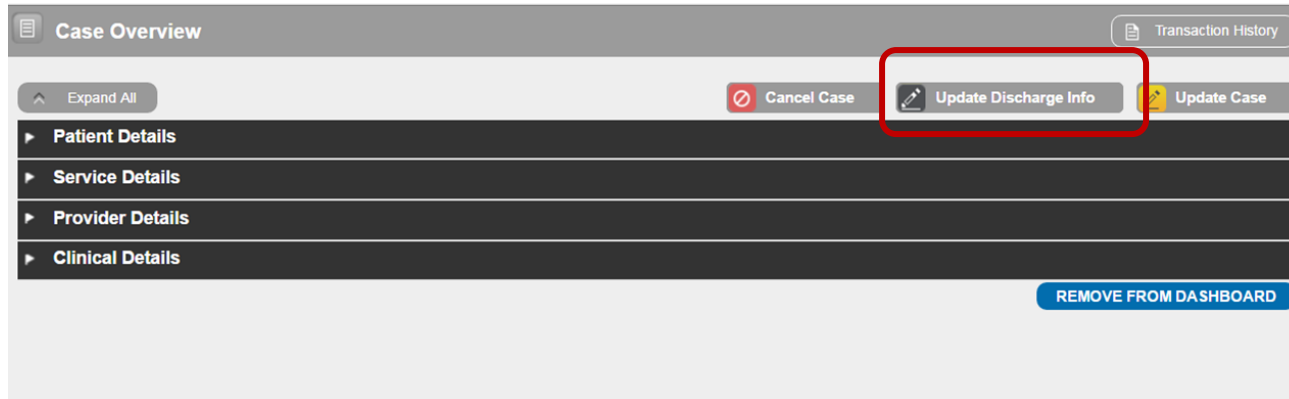 Case Overview
Transaction History
Expand All
Cancel Case
Update Discharge Info
Update Case
Patient Details
Service Details
Provider Details
Clinical Details
REMOVE FROM DASHBOARD